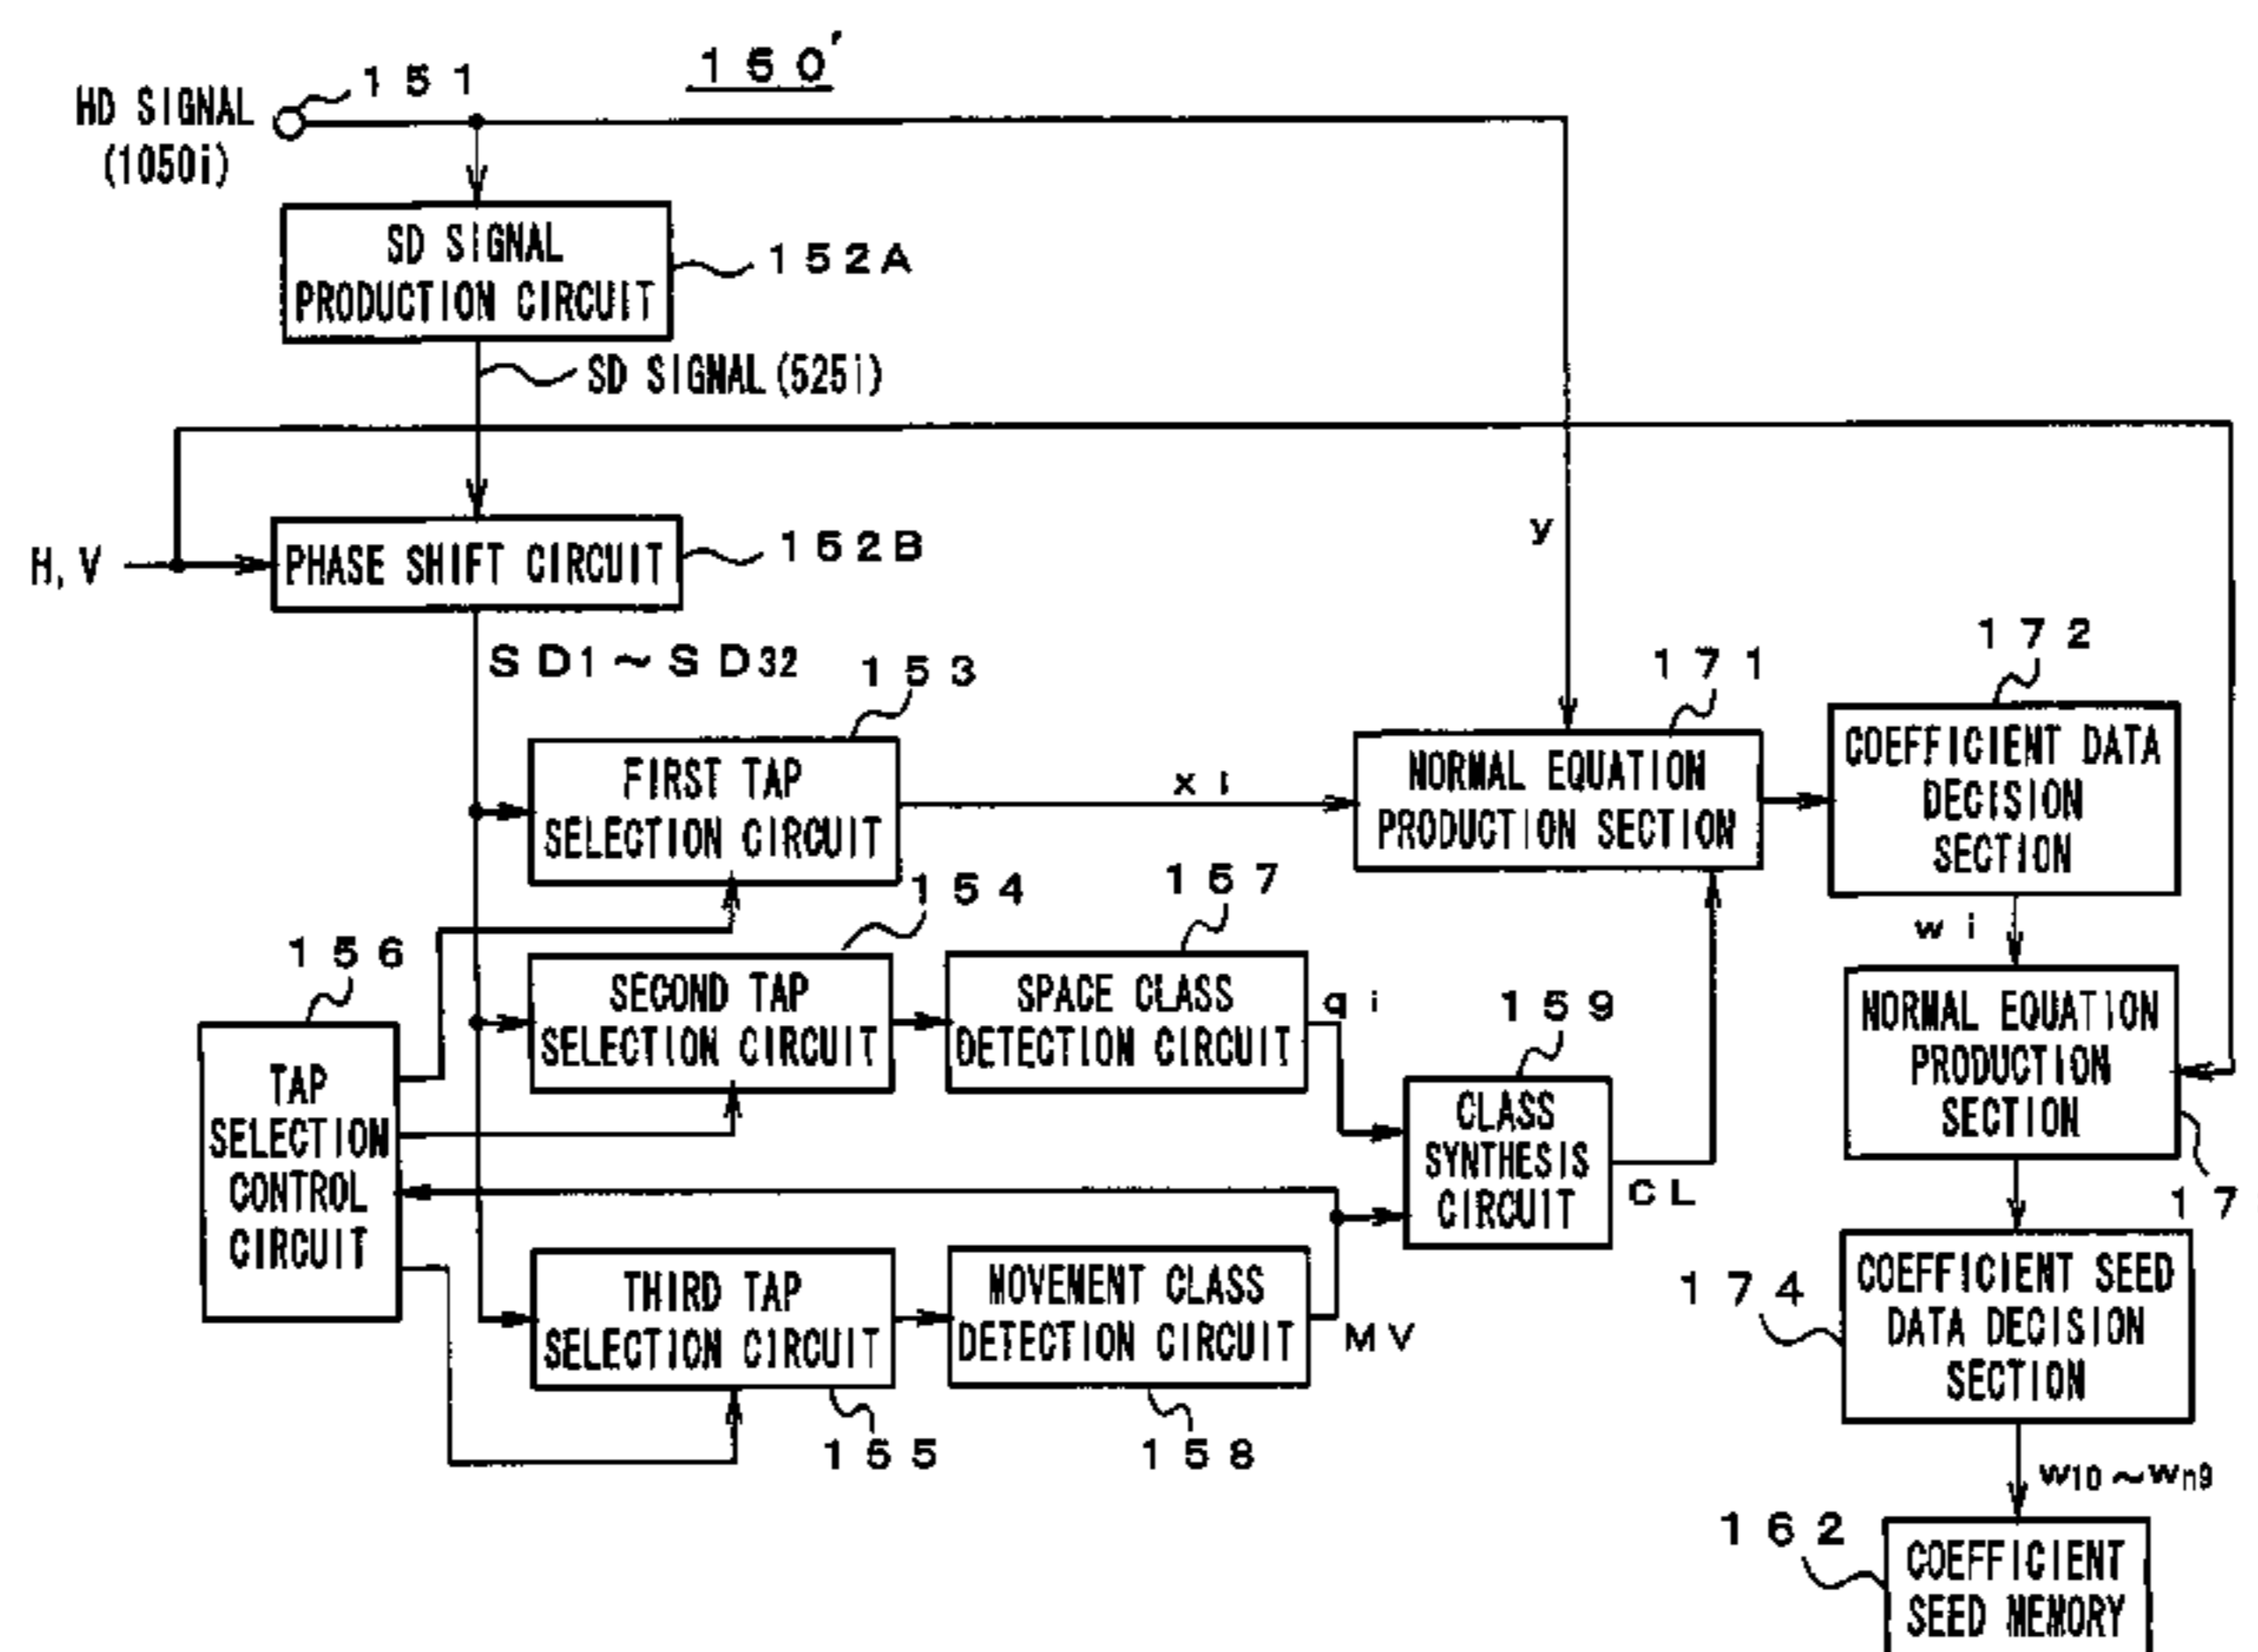 150'
HD SIGNAL
(1050i)
151
SD SIGNAL
PRODUCTION CIRCUIT
152A
SD SIGNAL (525i)
H, V
PHASE SHIFT CIRCUIT
152B
SD1~SD32
y
FIRST TAP
SELECTION CIRCUIT
153
xi
NORMAL EQUATION
PRODUCTION SECTION
171
COEFFICIENT DATA
DECISION
SECTION
172
wi
156
TAP
SELECTION
CONTROL
CIRCUIT
SECOND TAP
SELECTION CIRCUIT
154
SPACE CLASS
DETECTION CIRCUIT
157
qi
CLASS
SYNTHESIS
CIRCUIT
159
CL
NORMAL EQUATION
PRODUCTION
SECTION
17
THIRD TAP
SELECTION CIRCUIT
155
MOVEMENT CLASS
DETECTION CIRCUIT
158
MV
174
COEFFICIENT SEED
DATA DECISION
SECTION
w10~wn9
162
COEFFICIENT
SEED MEMORY